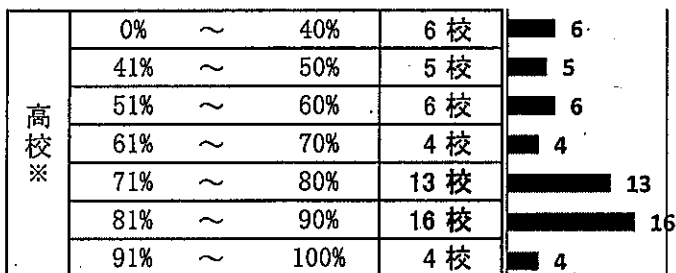 高校※
0% ～ 40% 6 校 6
41% ～ 50% 5 校 5
51% ～ 60% 6 校 6
61% ～ 70% 4 校 4
71% ～ 80% 13 校 13
81% ～ 90% 16 校 16
91% ～ 100% 4 校 4